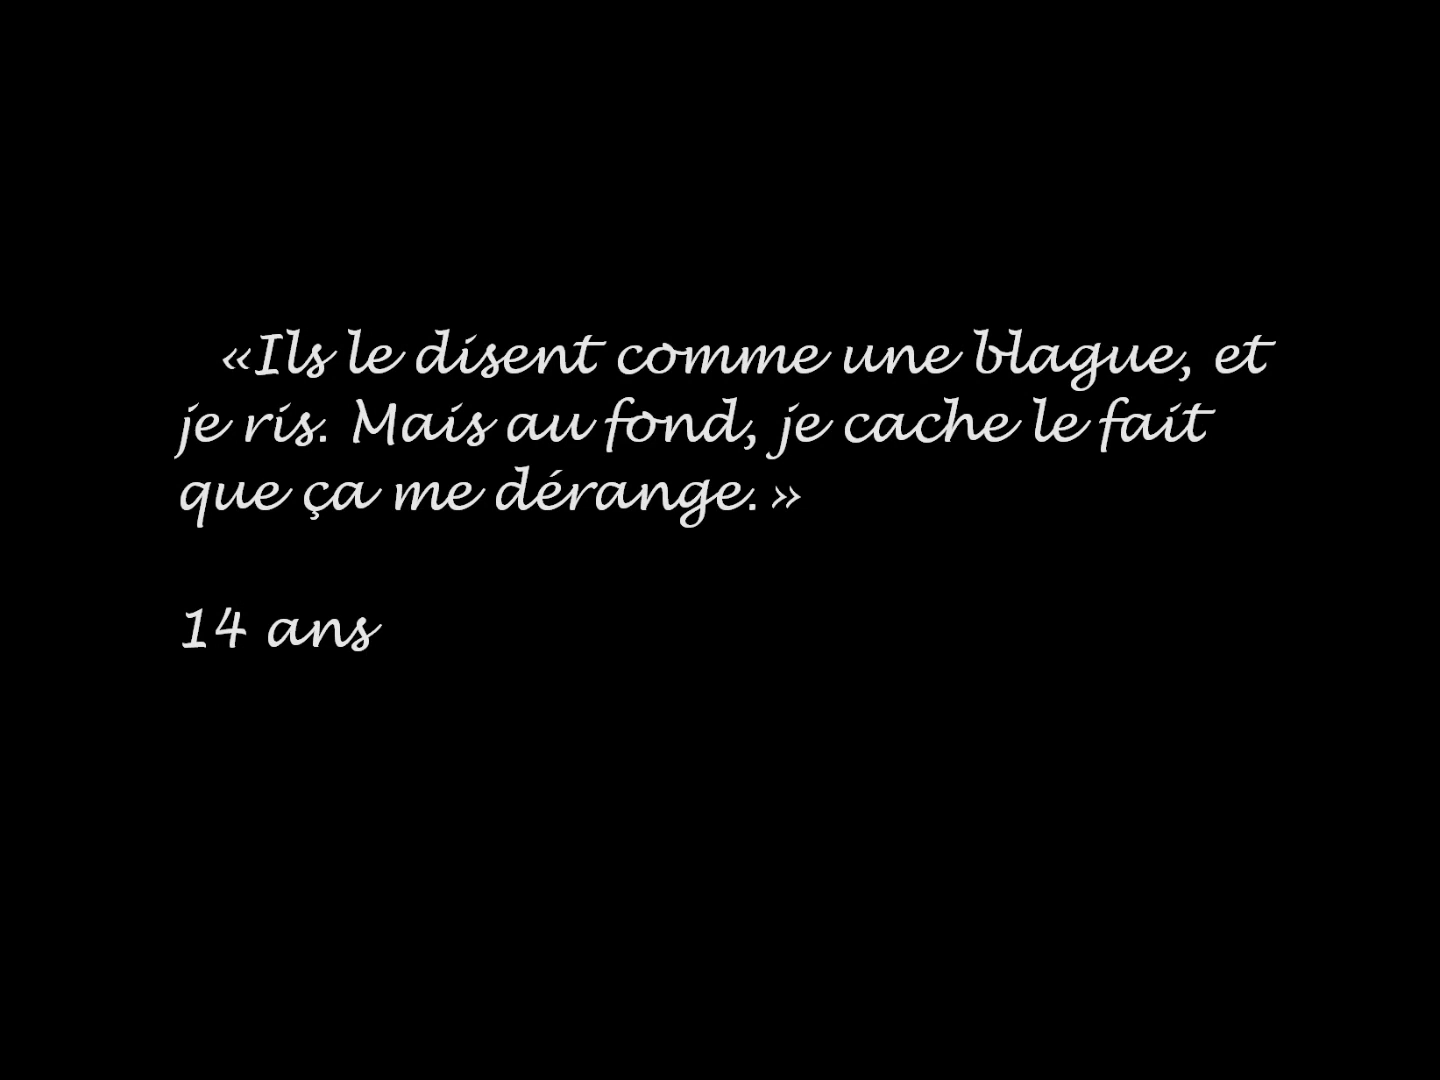 «Ils le disent comme une blague, et
je ris. Mais au fond, je cache le fait
que ça me dérange.»
14 ans